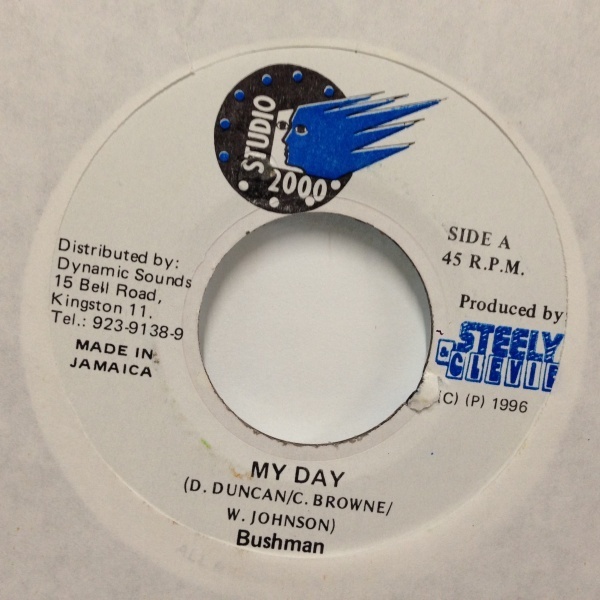 STUDIO
2000
SIDE A
45 R.P.M.
Distributed by:
Dynamic Sounds
15 Bell Road,
Kingston 11.
Tel.: 923-9138-9
MADE IN
JAMAICA
Produced by
STEELY
& CLEVIE
(C) (P) 1996
MY DAY
(D. DUNCAN/C. BROWNE/
W. JOHNSON)
Bushman